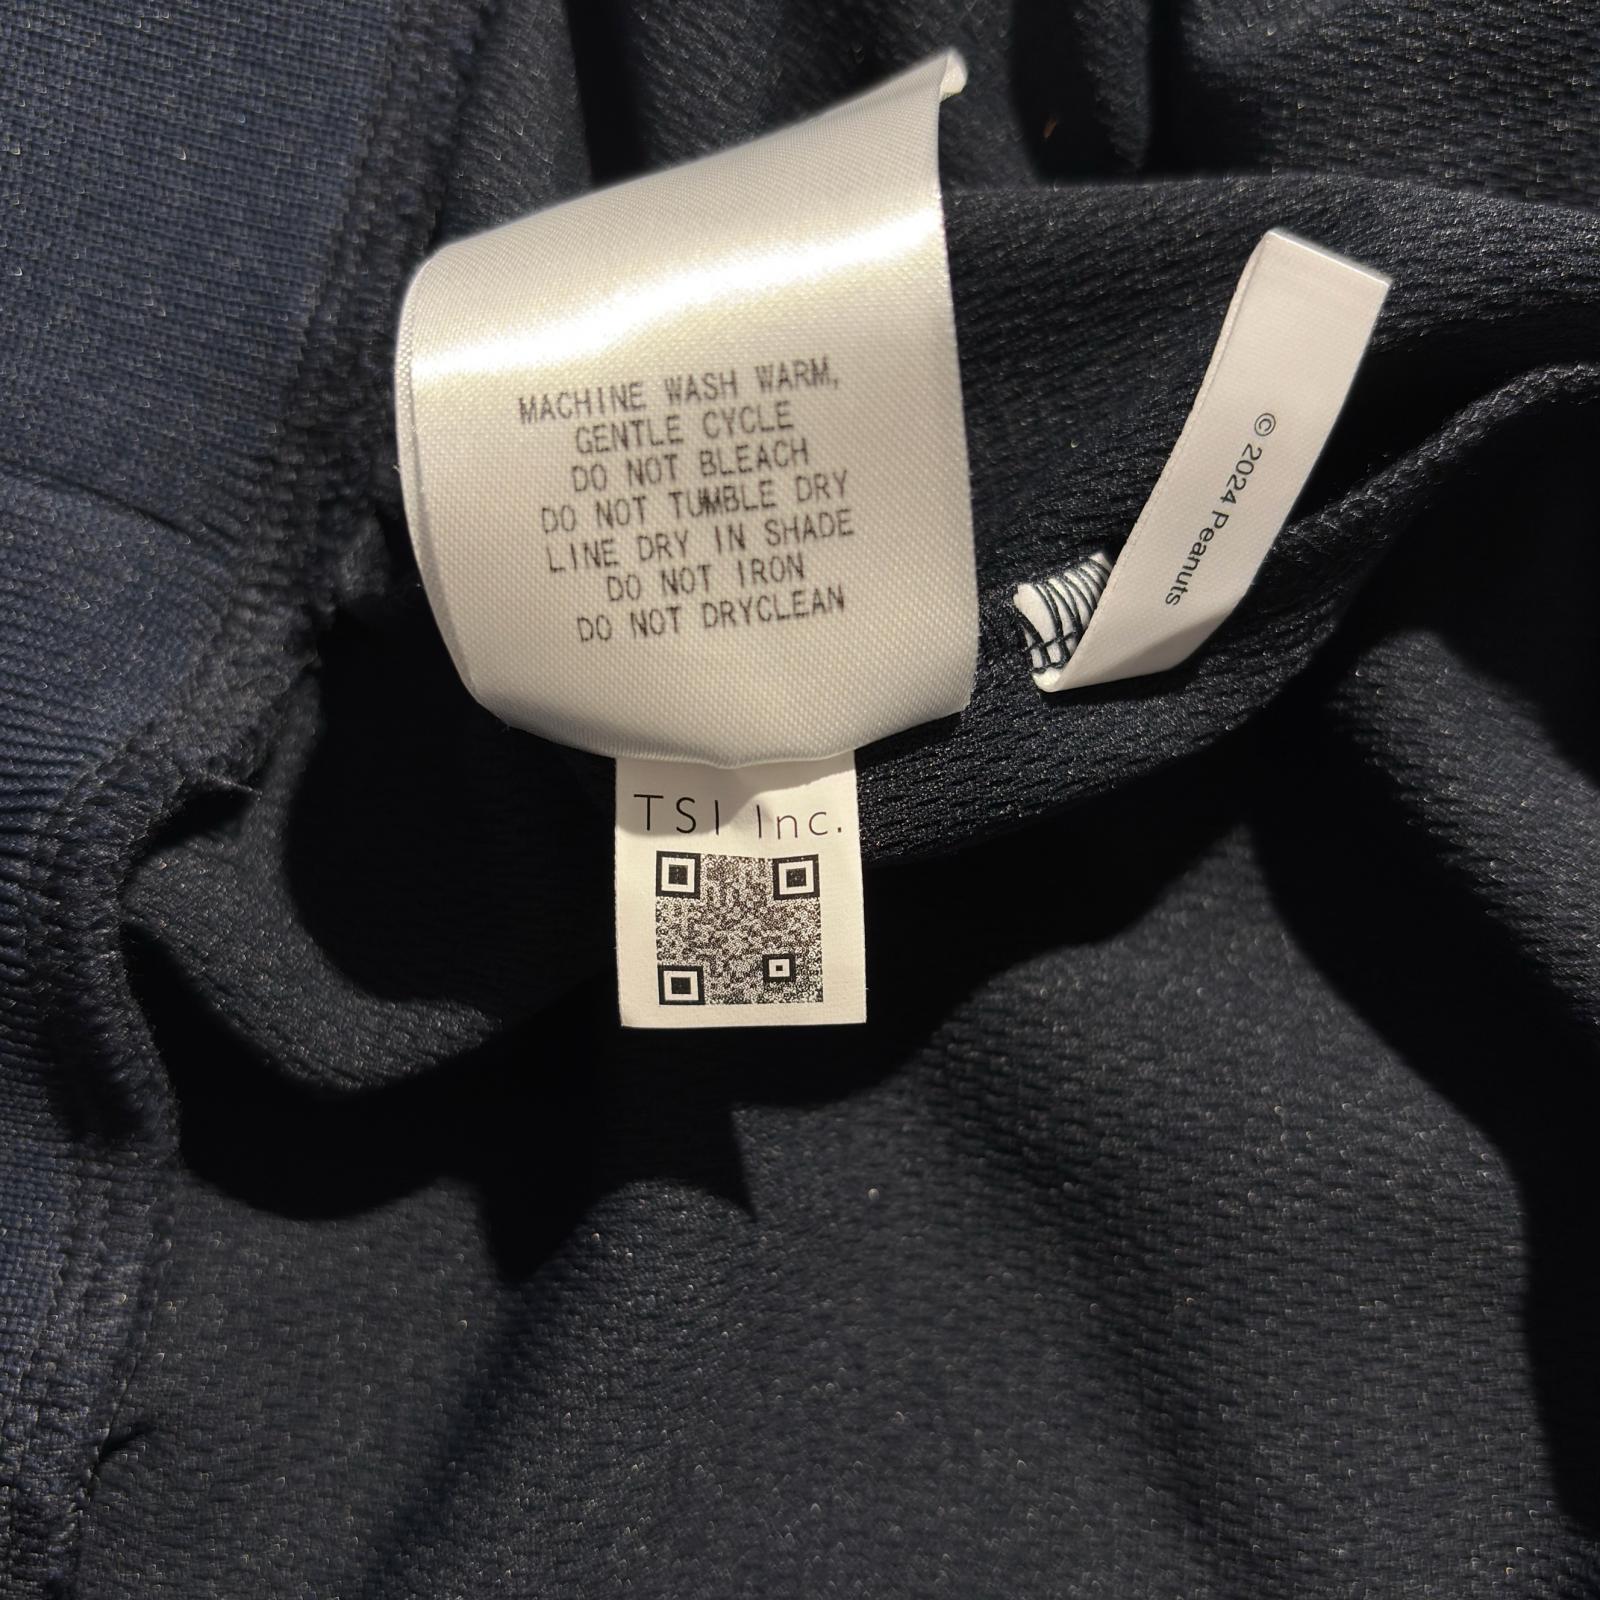 MACHINE WASH WARM,
GENTLE CYCLE
DO NOT BLEACH
DO NOT TUMBLE DRY
LINE DRY IN SHADE
DO NOT IRON
DO NOT DRYCLEAN
© 2024 Peanuts
TSI Inc.